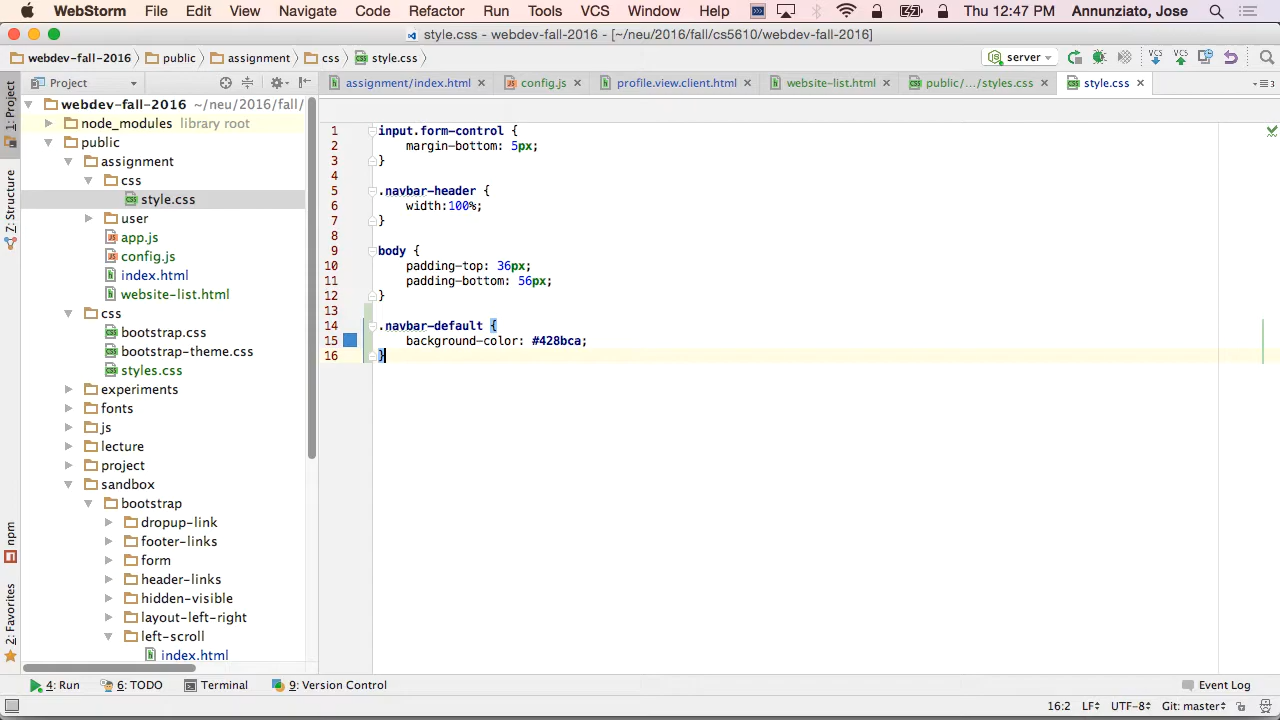 WebStorm File Edit View Navigate Code Refactor Run Tools VCS Window Help Thu 12:47 PM Annunziato, Jose
style.css - webdev-fall-2016 - [~/neu/2016/fall/cs5610/webdev-fall-2016]
webdev-fall-2016 public assignment css style.css server VCS VCS
Project assignment/index.html config.js profile.view.client.html website-list.html public/.../styles.css style.css
1: Project
Z: Structure
npm
2: Favorites
webdev-fall-2016 ~/neu/2016/fall/
node_modules library root
public
assignment
css
style.css
user
app.js
config.js
index.html
website-list.html
css
bootstrap.css
bootstrap-theme.css
styles.css
experiments
fonts
js
lecture
project
sandbox
bootstrap
dropup-link
footer-links
form
header-links
hidden-visible
layout-left-right
left-scroll
index.html
1 input.form-control {
2 margin-bottom: 5px;
3 }
4
5 .navbar-header {
6 width:100%;
7 }
8
9 body {
10 padding-top: 36px;
11 padding-bottom: 56px;
12 }
13
14 .navbar-default {
15 background-color: #428bca;
16 }
4: Run 6: TODO Terminal 9: Version Control Event Log
16:2 LF UTF-8 Git: master